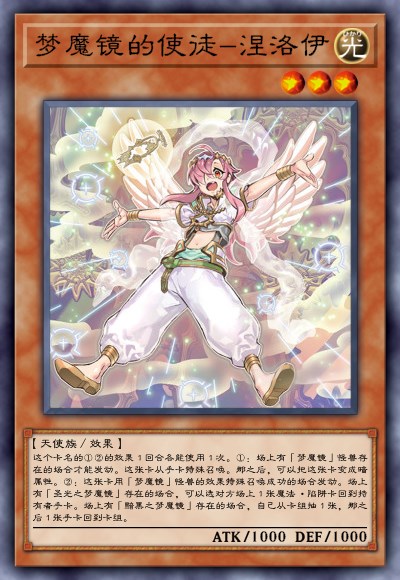 梦魔镜的使徒-涅洛伊
光
【天使族／效果】
这个卡名的①②的效果1回合各能使用1次。①：场上有「梦魔镜」怪兽存
在的场合才能发动。这张卡从手卡特殊召唤。那之后，可以把这张卡变成暗
属性。②：这张卡用「梦魔镜」怪兽的效果特殊召唤成功的场合发动。场上
有「圣光之梦魔镜」存在的场合，可以选对方场上1张魔法·陷阱卡回到持
有者手卡。场上有「黯黑之梦魔镜」存在的场合，自己从卡组抽1张，那之
后1张手卡回到卡组。
ATK/1000 DEF/1000